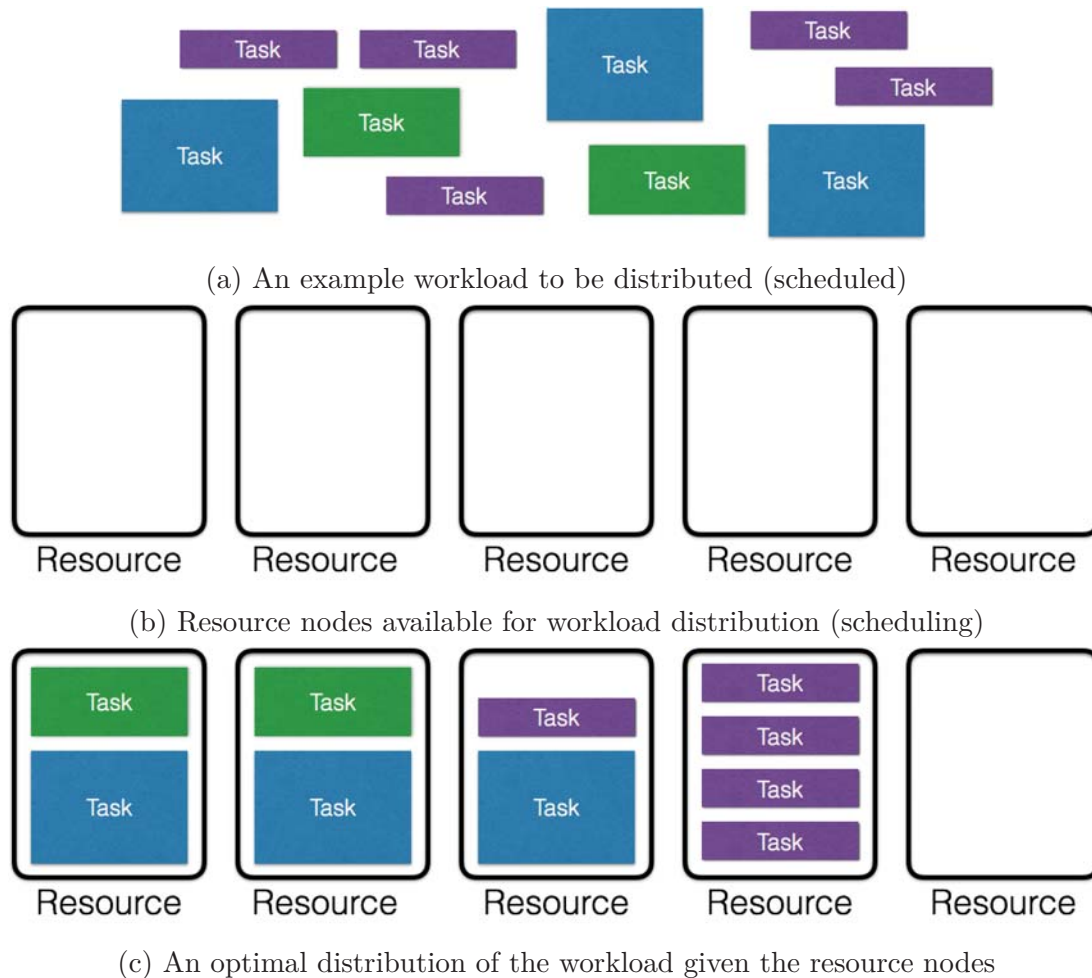 Task
Task
Task
Task
Task
Task
Task
Task
Task
Task
(a) An example workload to be distributed (scheduled)
Resource Resource Resource Resource Resource
(b) Resource nodes available for workload distribution (scheduling)
Task Task Task Task
Task
Task Task Task Task
Task
Resource Resource Resource Resource Resource
(c) An optimal distribution of the workload given the resource nodes